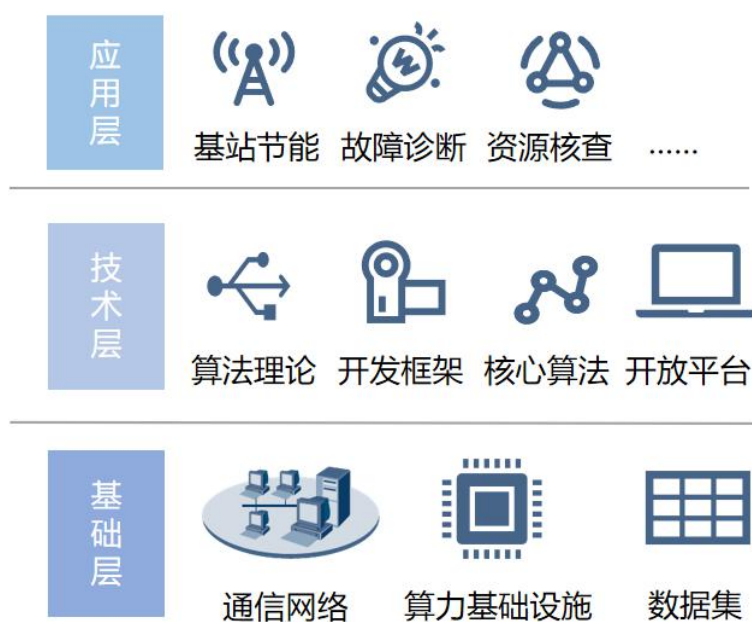 应用层
基站节能 故障诊断 资源核查 ……
技术层
算法理论 开发框架 核心算法 开放平台
基础层
通信网络 算力基础设施 数据集